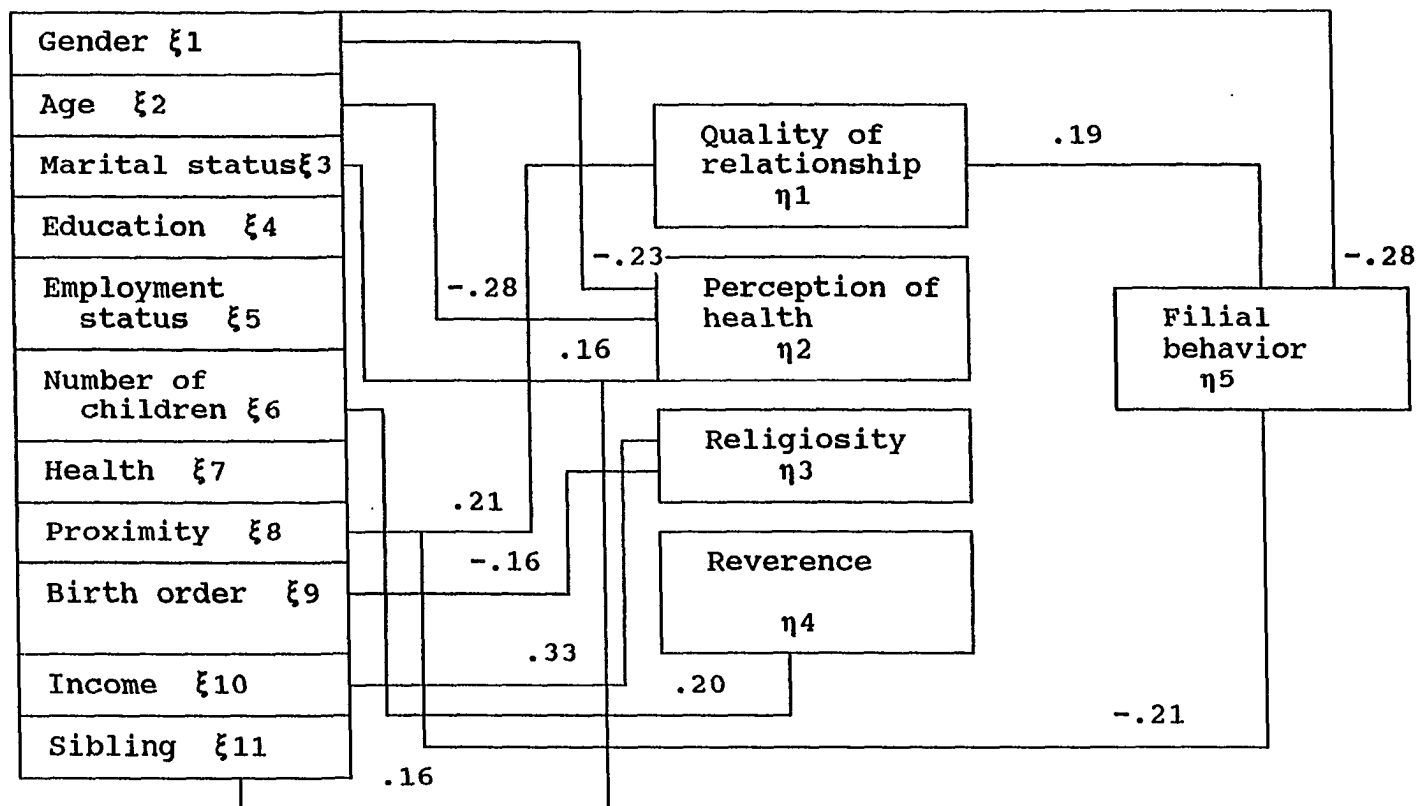 Gender ξ1
Age ξ2
Marital statusξ3
Education ξ4
Employment
status ξ5
Number of
children ξ6
Health ξ7
Proximity ξ8
Birth order ξ9
Income ξ10
Sibling ξ11
Quality of
relationship
η1
Perception of
health
η2
Religiosity
η3
Reverence
η4
Filial
behavior
η5
.19
-.28
-.23
-.28
.16
.21
-.16
.33
.20
-.21
.16